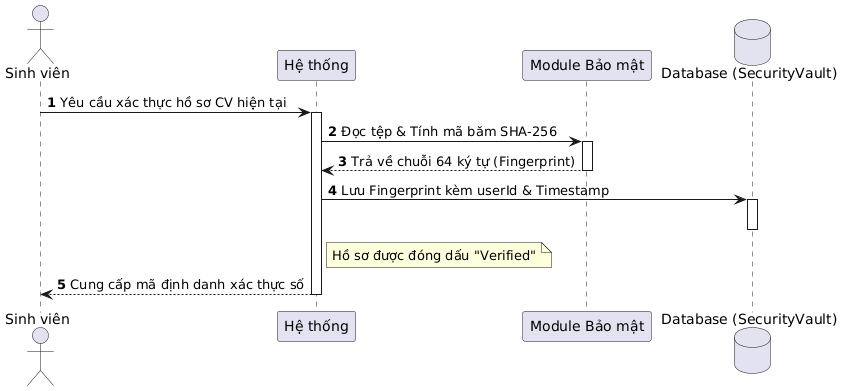 Sinh viên
Hệ thống
Module Bảo mật
Database (SecurityVault)
1 Yêu cầu xác thực hồ sơ CV hiện tại
2 Đọc tệp & Tính mã băm SHA-256
3 Trả về chuỗi 64 ký tự (Fingerprint)
4 Lưu Fingerprint kèm userId & Timestamp
Hồ sơ được đóng dấu "Verified"
5 Cung cấp mã định danh xác thực số
Sinh viên
Hệ thống
Module Bảo mật
Database (SecurityVault)